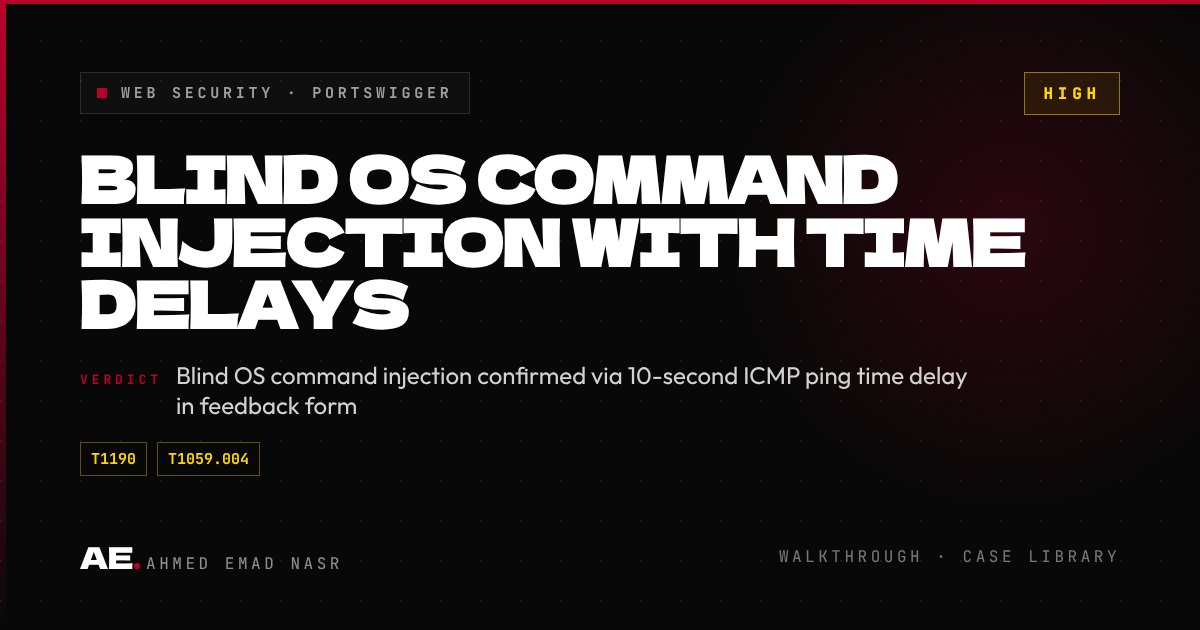 WEB SECURITY · PORTSWIGGER
HIGH
BLIND OS COMMAND
INJECTION WITH TIME
DELAYS
VERDICT Blind OS command injection confirmed via 10-second ICMP ping time delay
in feedback form
T1190 T1059.004
AE. AHMED EMAD NASR
WALKTHROUGH · CASE LIBRARY